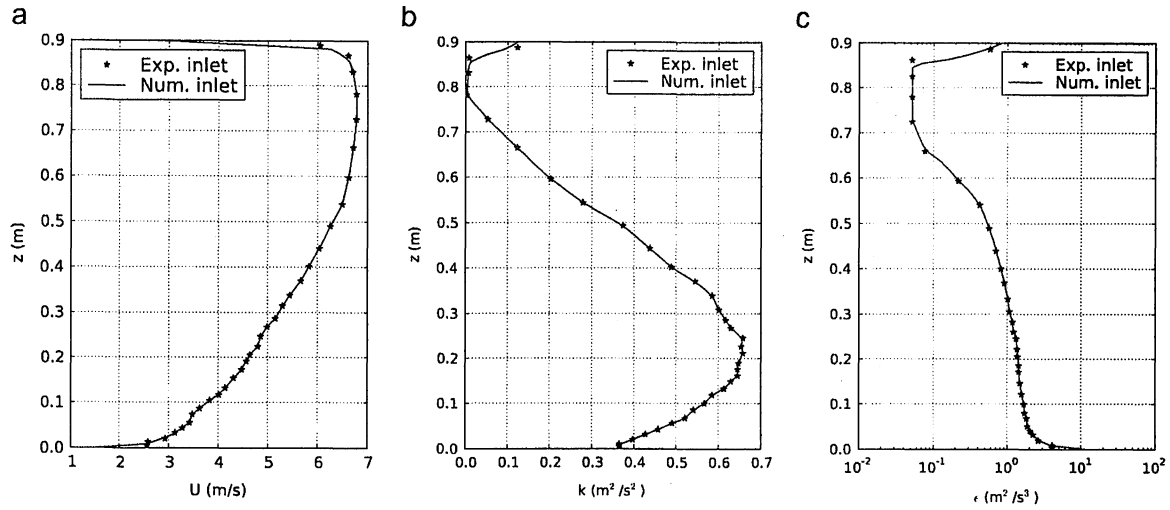 a
0.9
0.8
0.7
0.6
0.5
0.4
0.3
0.2
0.1
0.0
z (m)
Exp. inlet
Num. inlet
1 2 3 4 5 6 7
U (m/s)
b
0.9
0.8
0.7
0.6
0.5
0.4
0.3
0.2
0.1
0.0
z (m)
Exp. inlet
Num. inlet
0.0 0.1 0.2 0.3 0.4 0.5 0.6 0.7
k (m²/s²)
c
0.9
0.8
0.7
0.6
0.5
0.4
0.3
0.2
0.1
0.0
z (m)
Exp. inlet
Num. inlet
10⁻² 10⁻¹ 10⁰ 10¹ 10²
ϵ (m²/s³)